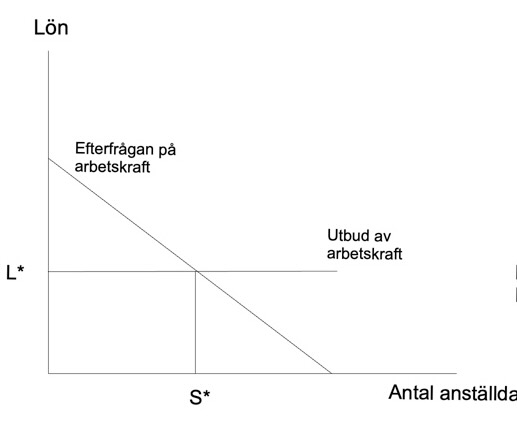 Lön
Efterfrågan på
arbetskraft
Utbud av
arbetskraft
L*
S*
Antal anställda